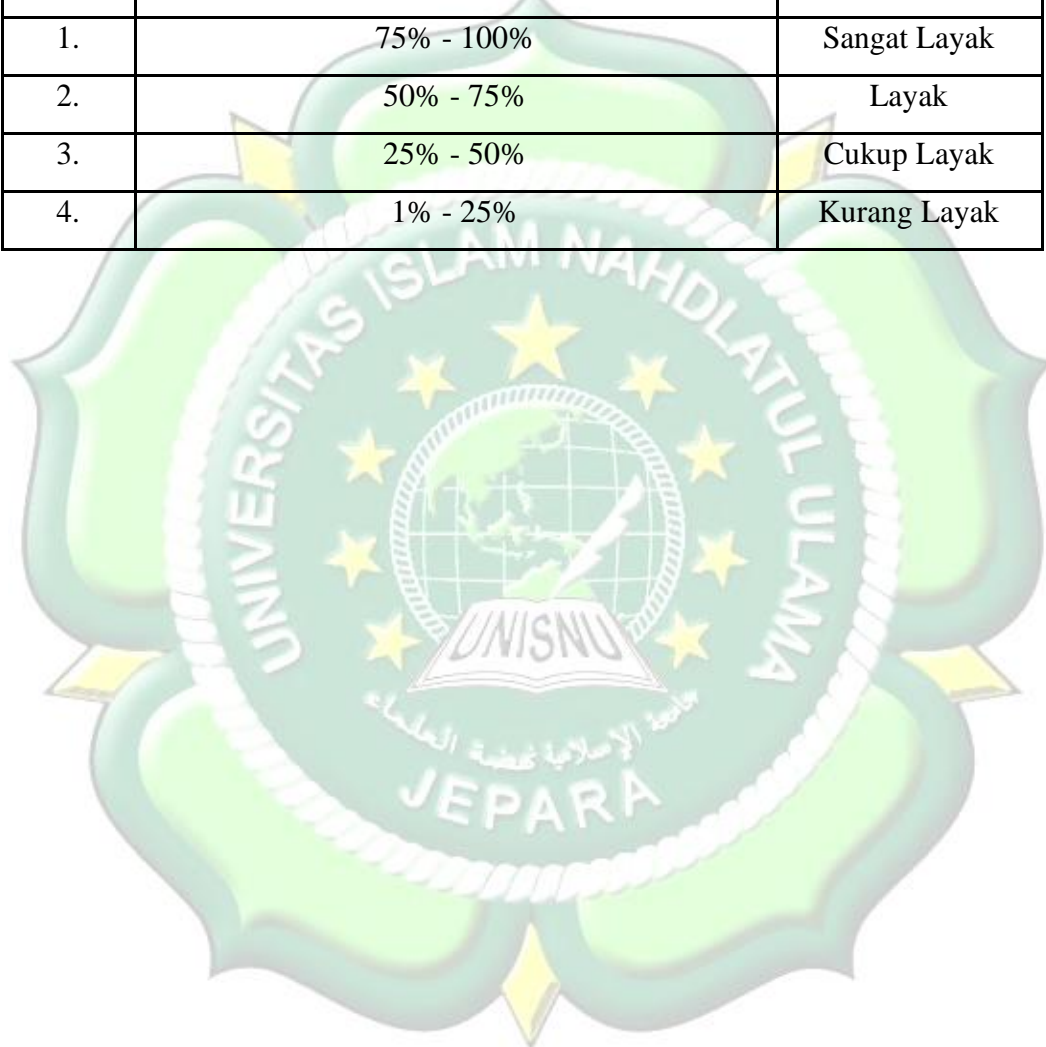 1. 75% - 100% Sangat Layak
2. 50% - 75% Layak
3. 25% - 50% Cukup Layak
4. 1% - 25% Kurang Layak
UNIVERSITAS ISLAM NAHDLATUL ULAMA
UNISNU
JEPARA